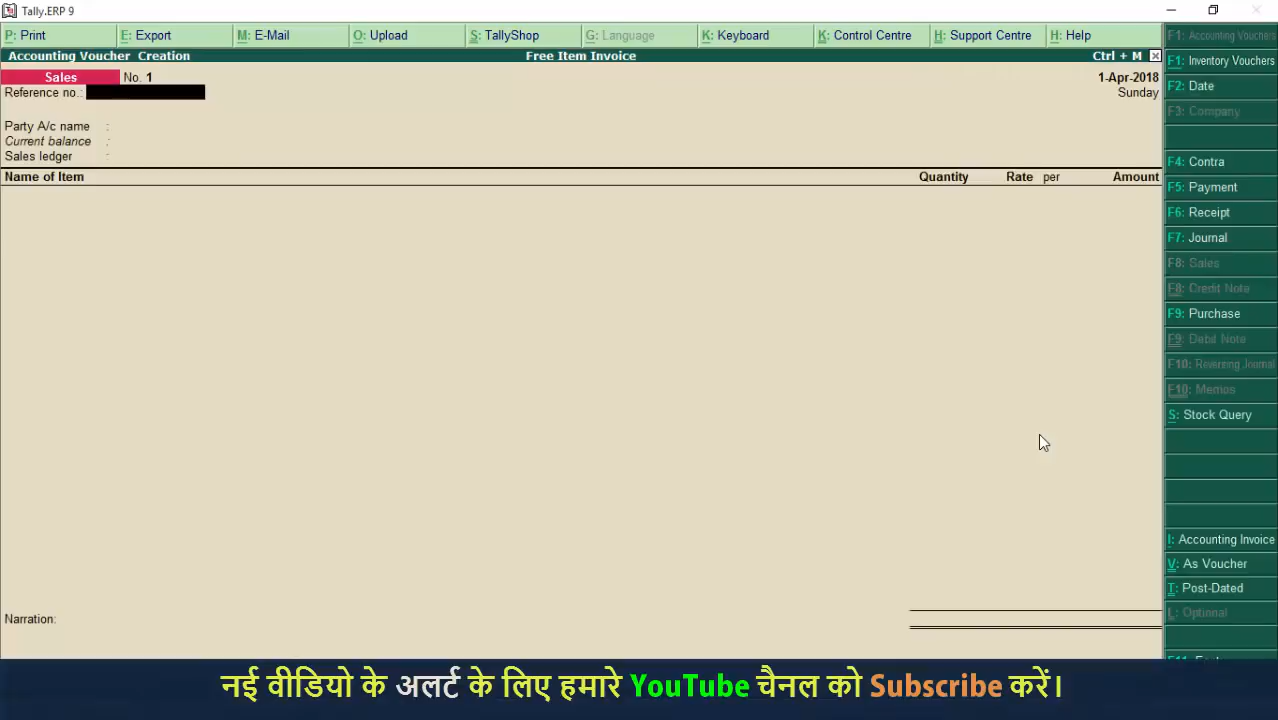 Tally.ERP 9
P: Print E: Export M: E-Mail O: Upload S: TallyShop G: Language K: Keyboard K: Control Centre H: Support Centre H: Help
Accounting Voucher Creation Free Item Invoice Ctrl + M
Sales No. 1 1-Apr-2018
Reference no.: Sunday
Party A/c name :
Current balance :
Sales ledger :
Name of Item Quantity Rate per Amount
Narration:
F1: Accounting Vouchers
F1: Inventory Vouchers
F2: Date
F3: Company
F4: Contra
F5: Payment
F6: Receipt
F7: Journal
F8: Sales
F8: Credit Note
F9: Purchase
F9: Debit Note
F10: Reversing Journal
F10: Memos
S: Stock Query
I: Accounting Invoice
V: As Voucher
T: Post-Dated
L: Optional
नई वीडियो के अलर्ट के लिए हमारे YouTube चैनल को Subscribe करें।